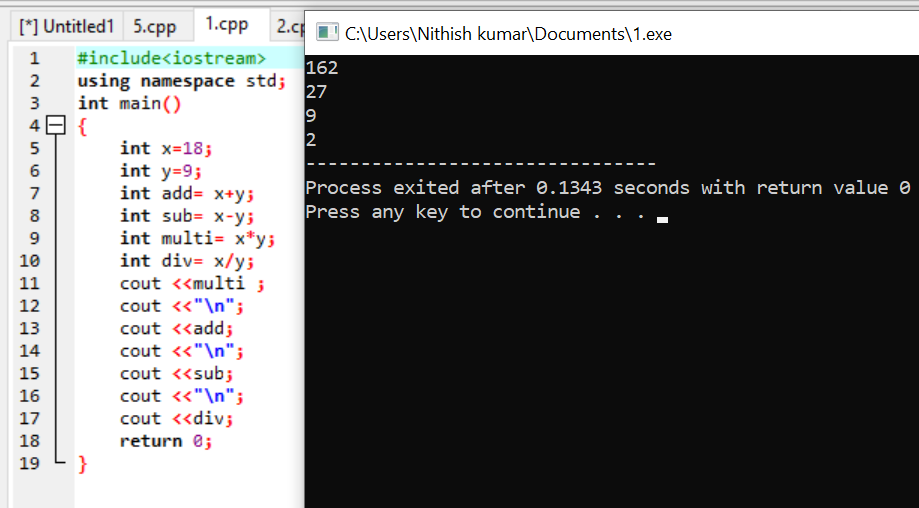 [*] Untitled1 5.cpp 1.cpp 2.cp
1 #include<iostream>
2 using namespace std;
3 int main()
4 {
5 int x=18;
6 int y=9;
7 int add= x+y;
8 int sub= x-y;
9 int multi= x*y;
10 int div= x/y;
11 cout <<multi ;
12 cout <<"\n";
13 cout <<add;
14 cout <<"\n";
15 cout <<sub;
16 cout <<"\n";
17 cout <<div;
18 return 0;
19 }
C:\Users\Nithish kumar\Documents\1.exe
162
27
9
2
--------------------------------
Process exited after 0.1343 seconds with return value 0
Press any key to continue . . .